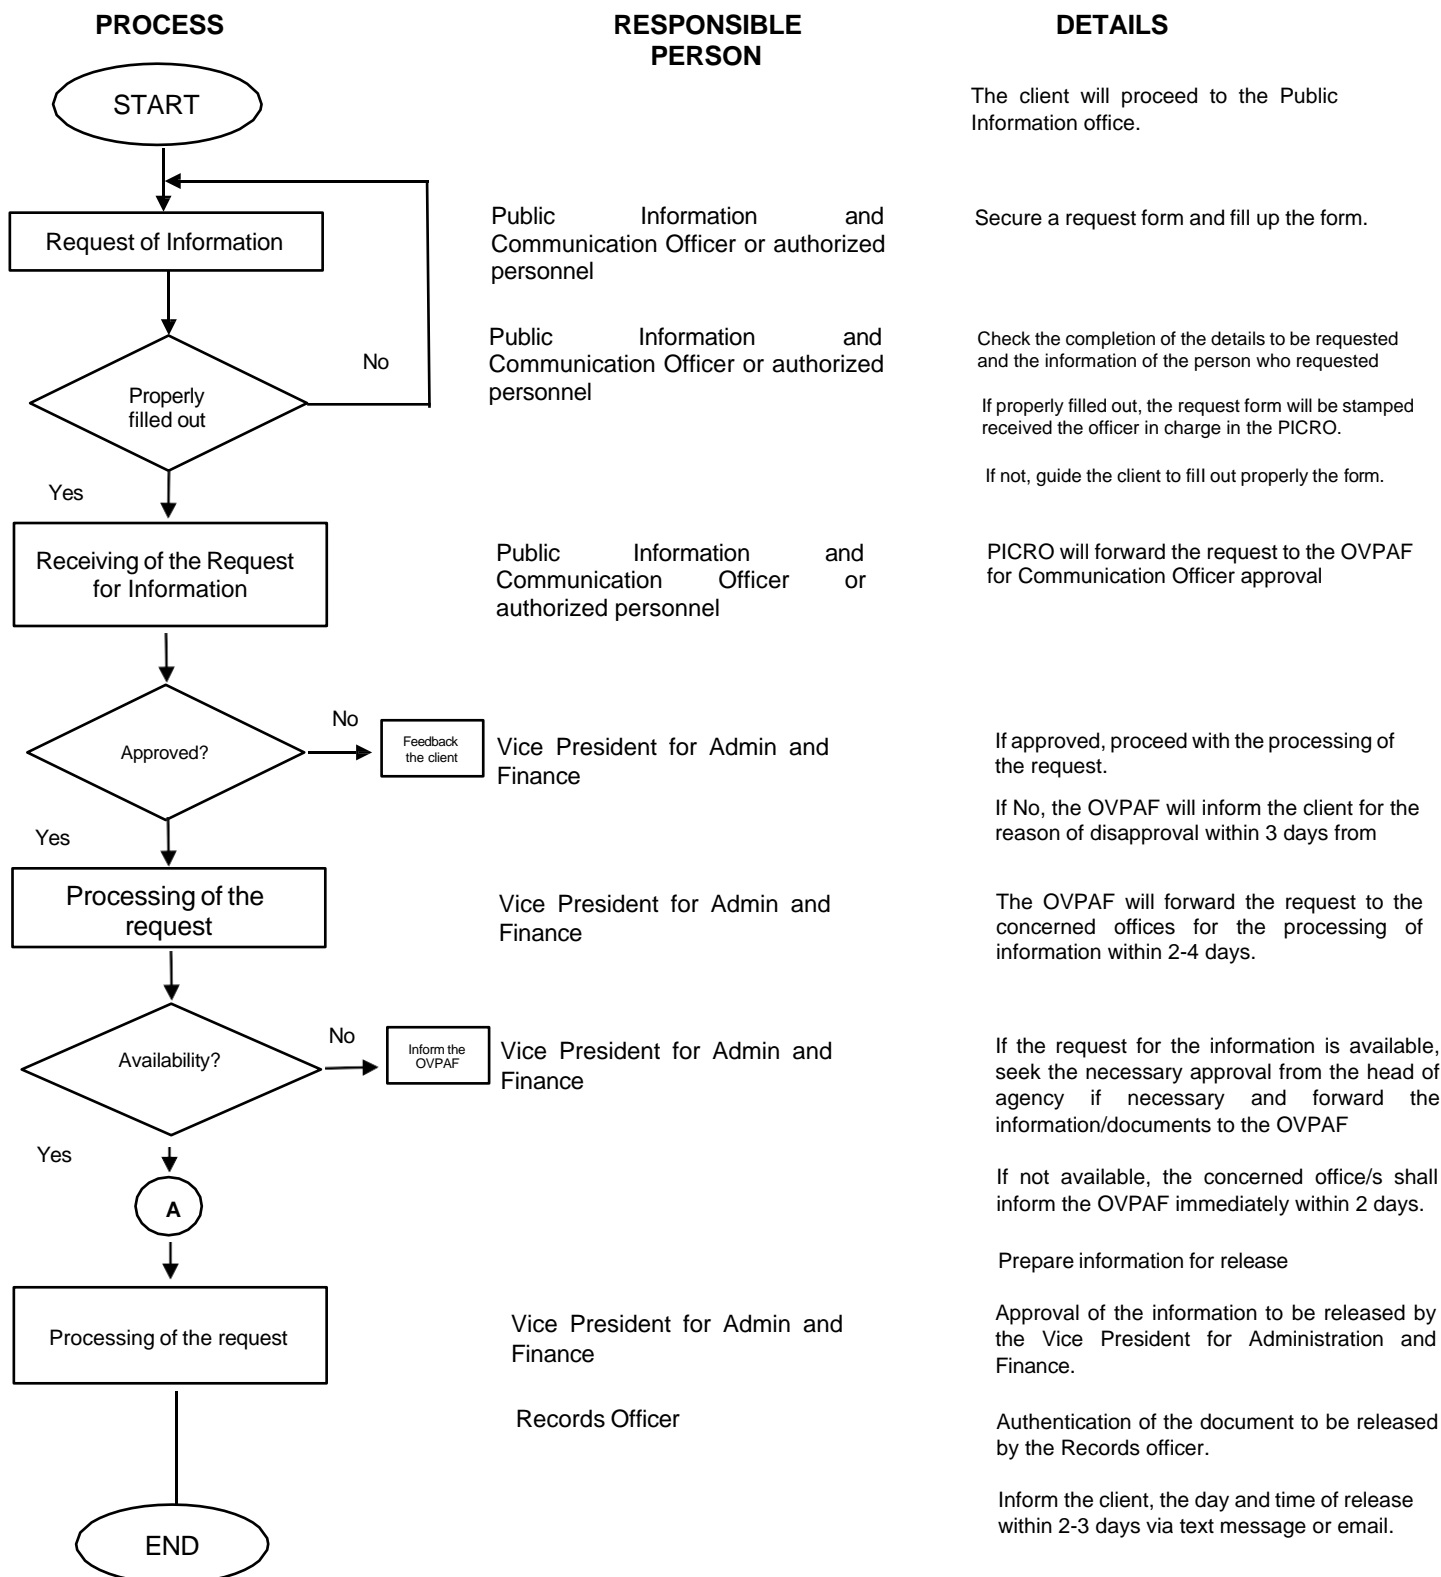 PROCESS
RESPONSIBLE
PERSON
DETAILS
START
The client will proceed to the Public
Information office.
Request of Information
Public Information and
Communication Officer or authorized
personnel
Secure a request form and fill up the form.
Properly
filled out
No
Public Information and
Communication Officer or authorized
personnel
Check the completion of the details to be requested
and the information of the person who requested
If properly filled out, the request form will be stamped
received the officer in charge in the PICRO.
If not, guide the client to fill out properly the form.
Yes
Receiving of the Request
for Information
Public Information and
Communication Officer or
authorized personnel
PICRO will forward the request to the OVPAF
for Communication Officer approval
Approved?
No
Feedback
the client
Vice President for Admin and
Finance
If approved, proceed with the processing of
the request.
If No, the OVPAF will inform the client for the
reason of disapproval within 3 days from
Yes
Processing of the
request
Vice President for Admin and
Finance
The OVPAF will forward the request to the
concerned offices for the processing of
information within 2-4 days.
Availability?
No
Inform the
OVPAF
Vice President for Admin and
Finance
If the request for the information is available,
seek the necessary approval from the head of
agency if necessary and forward the
information/documents to the OVPAF
If not available, the concerned office/s shall
inform the OVPAF immediately within 2 days.
Yes
A
Prepare information for release
Processing of the request
Vice President for Admin and
Finance
Approval of the information to be released by
the Vice President for Administration and
Finance.
Records Officer
Authentication of the document to be released
by the Records officer.
Inform the client, the day and time of release
within 2-3 days via text message or email.
END